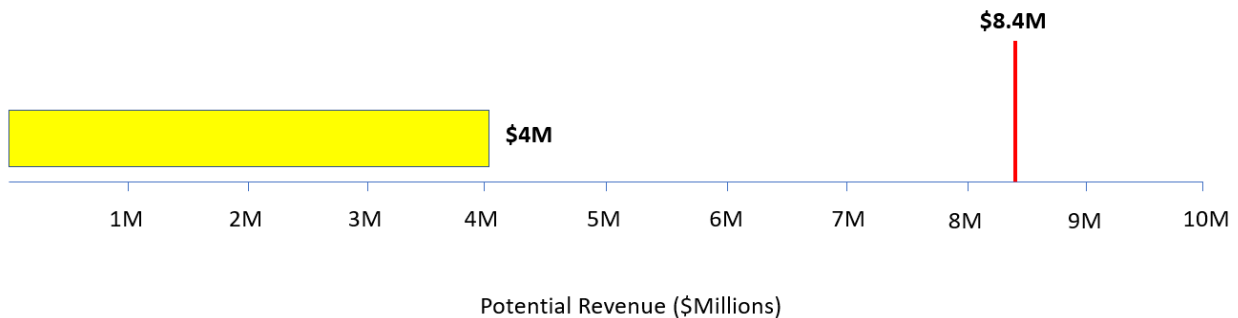 $8.4M
$4M
1M 2M 3M 4M 5M 6M 7M 8M 9M 10M
Potential Revenue ($Millions)